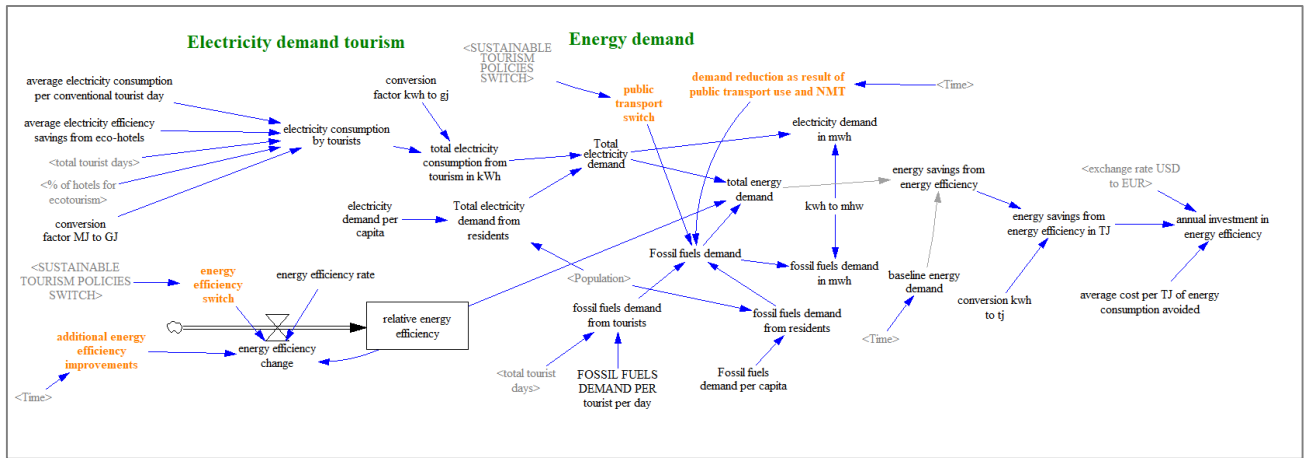 Electricity demand tourism
Energy demand
<SUSTAINABLE
TOURISM
POLICIES
SWITCH>
average electricity consumption
per conventional tourist day
conversion
factor kwh to gj
public
transport
switch
demand reduction as result of
public transport use and NMT
<Time>
average electricity efficiency
savings from eco-hotels
electricity consumption
by tourists
electricity demand
in mwh
<total tourist days>
total electricity
consumption from
tourism in kWh
Total
electricity
demand
<% of hotels for
ecotourism>
total energy
demand
energy savings from
energy efficiency
<exchange rate USD
to EUR>
conversion
factor MJ to GJ
electricity
demand per
capita
Total electricity
demand from
residents
kwh to mhw
energy savings from
energy efficiency in TJ
annual investment in
energy efficiency
Fossil fuels demand
<SUSTAINABLE
TOURISM POLICIES
SWITCH>
energy
efficiency
switch
energy efficiency rate
<Population>
fossil fuels demand
in mwh
baseline energy
demand
conversion kwh
to tj
average cost per TJ of energy
consumption avoided
relative energy
efficiency
fossil fuels demand
from tourists
fossil fuels demand
from residents
additional energy
efficiency
improvements
energy efficiency
change
<Time>
<Time>
<total tourist
days>
FOSSIL FUELS
DEMAND PER
tourist per day
Fossil fuels
demand per capita